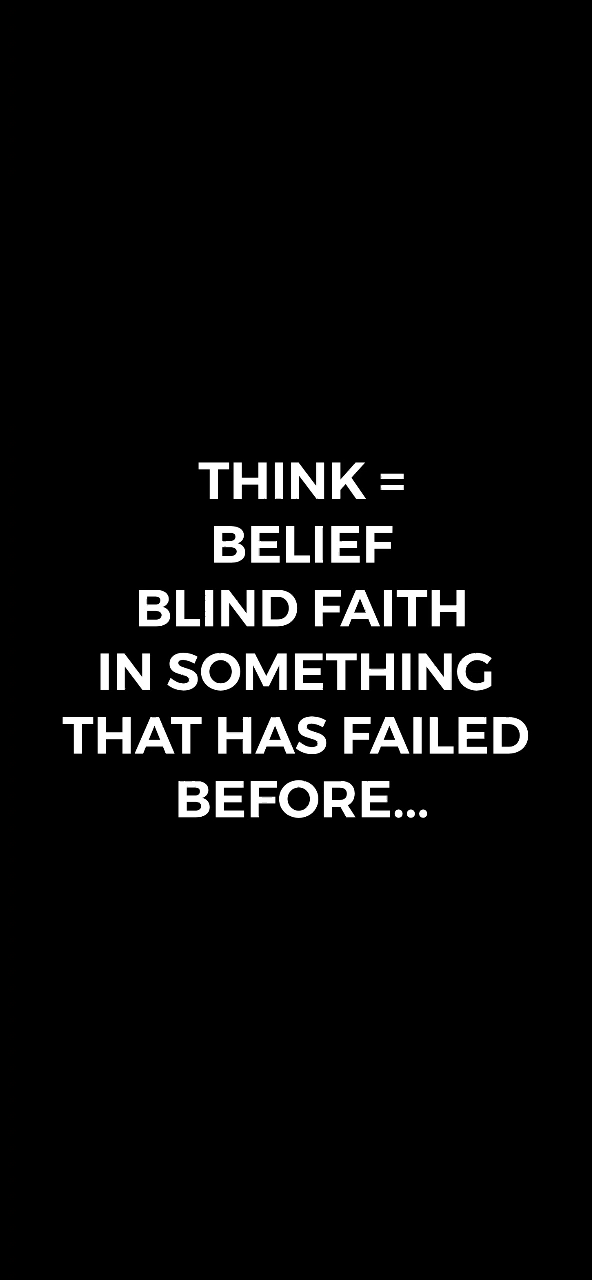 THINK =
BELIEF
BLIND FAITH
IN SOMETHING
THAT HAS FAILED
BEFORE...